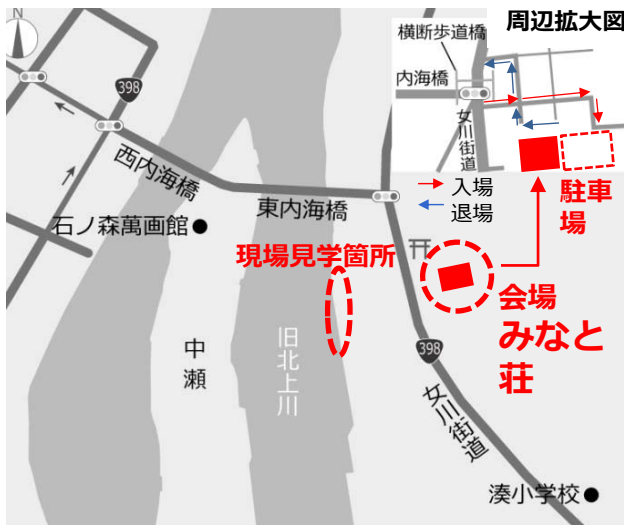 N
周辺拡大図
横断歩道橋
内海橋
女川街道
398
西内海橋
入場
退場
駐車
場
東内海橋
石ノ森萬画館
現場見学箇所
会場
みなと
荘
中瀬
旧北上川
398
女川街道
湊小学校